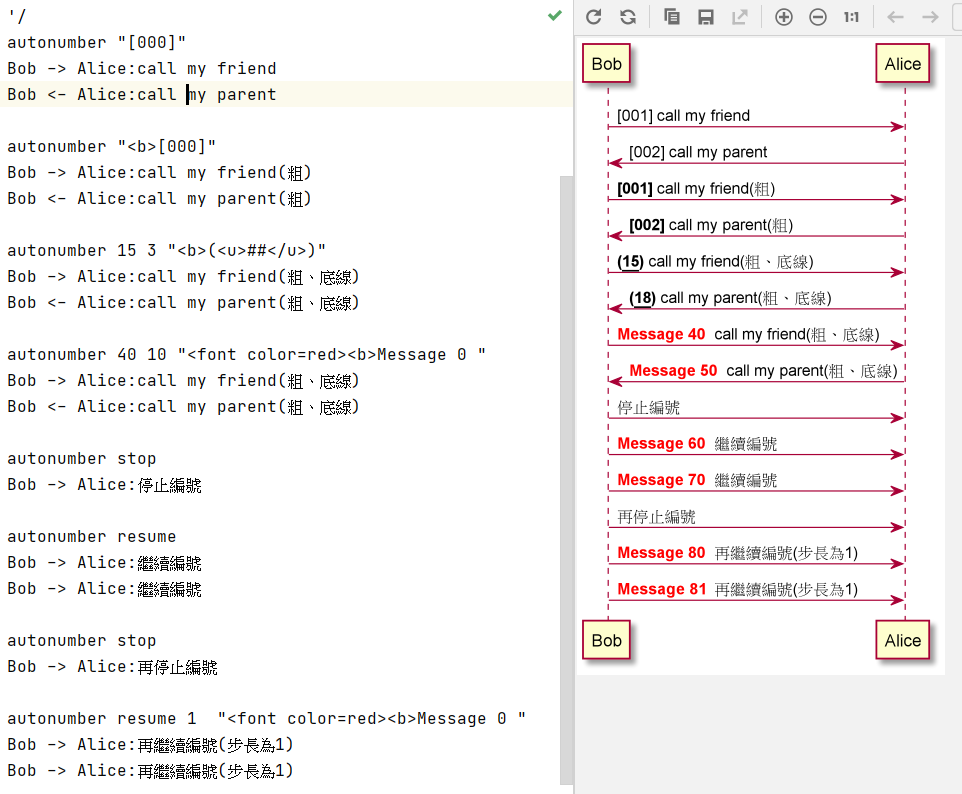 '/
autonumber "[000]"
Bob -> Alice:call my friend
Bob <- Alice:call my parent
autonumber "<b>[000]"
Bob -> Alice:call my friend(粗)
Bob <- Alice:call my parent(粗)
autonumber 15 3 "<b>(<u>##</u>)"
Bob -> Alice:call my friend(粗、底線)
Bob <- Alice:call my parent(粗、底線)
autonumber 40 10 "<font color=red><b>Message 0 "
Bob -> Alice:call my friend(粗、底線)
Bob <- Alice:call my parent(粗、底線)
autonumber stop
Bob -> Alice:停止編號
autonumber resume
Bob -> Alice:繼續編號
Bob -> Alice:繼續編號
autonumber stop
Bob -> Alice:再停止編號
autonumber resume 1  "<font color=red><b>Message 0 "
Bob -> Alice:再繼續編號(步長為1)
Bob -> Alice:再繼續編號(步長為1)
1:1
Bob Alice
[001] call my friend
[002] call my parent
[001] call my friend(粗)
[002] call my parent(粗)
(15) call my friend(粗、底線)
(18) call my parent(粗、底線)
Message 40  call my friend(粗、底線)
Message 50  call my parent(粗、底線)
停止編號
Message 60  繼續編號
Message 70  繼續編號
再停止編號
Message 80  再繼續編號(步長為1)
Message 81  再繼續編號(步長為1)
Bob Alice